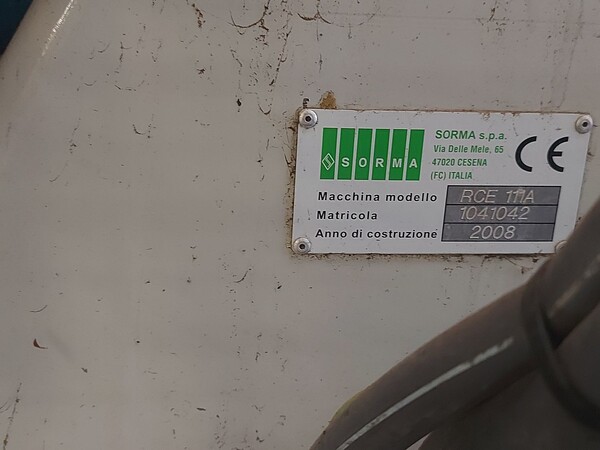 SORMA
SORMA s.p.a.
Via Delle Mele, 65
47020 CESENA
(FC) ITALIA
CE
Macchina modello RCE 111A
Matricola 1041042
Anno di costruzione 2008